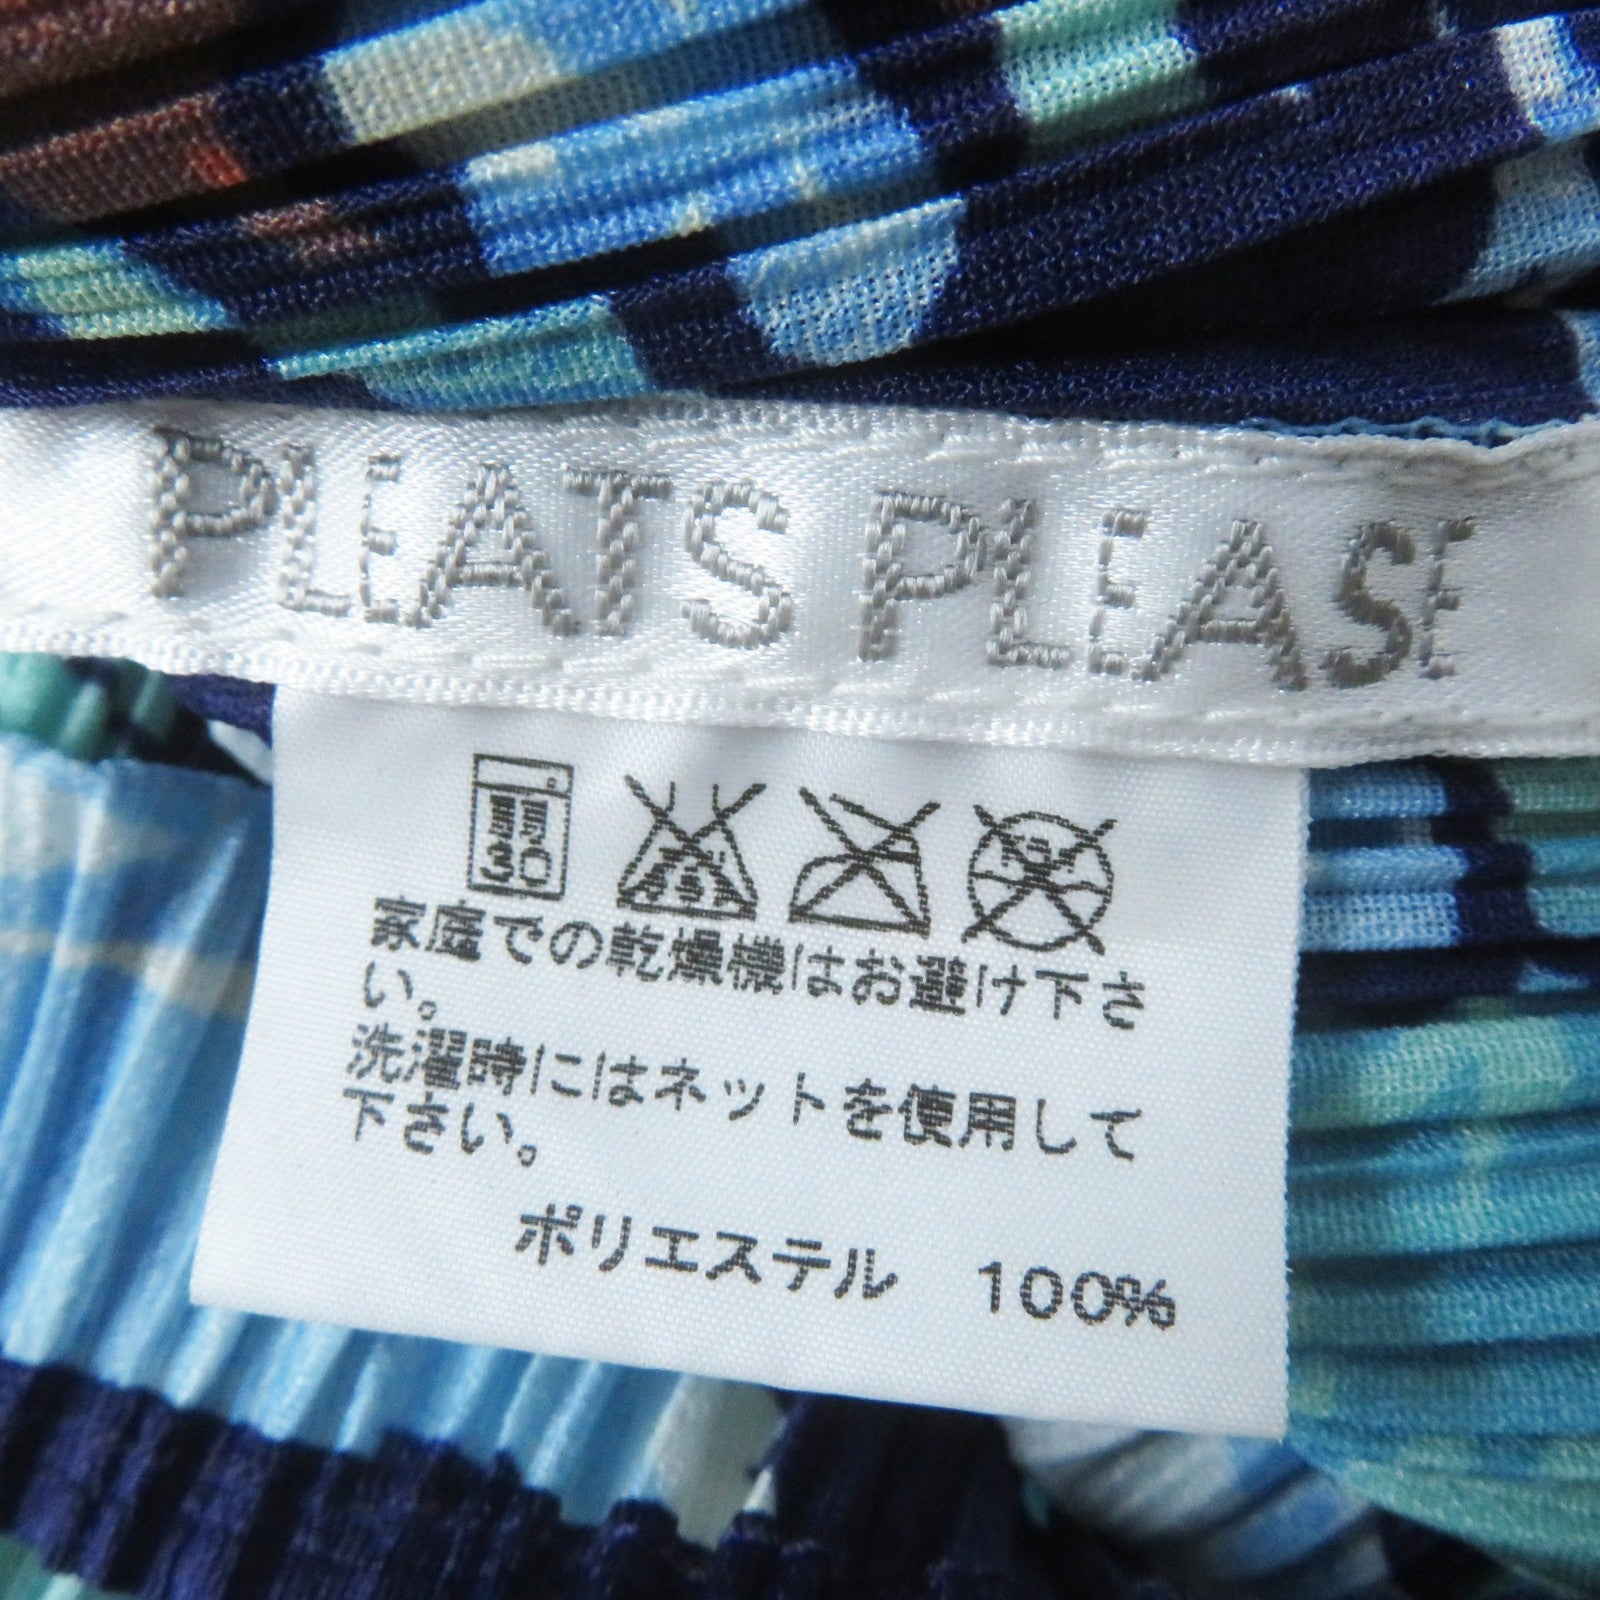 PLEATS PLEASE
家庭での乾燥機はお避け下さ
い。
洗濯時にはネットを使用して
下さい。
ポリエステル 100%